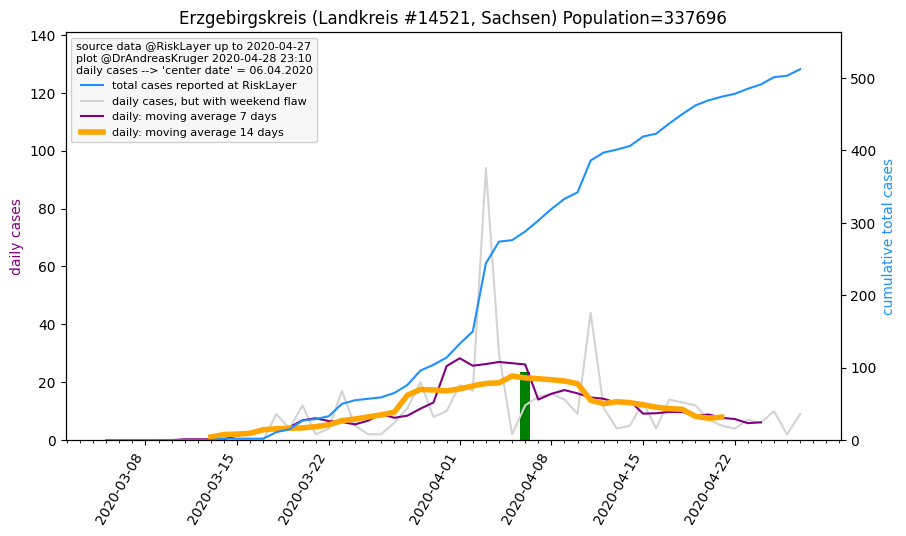 Erzgebirgskreis (Landkreis #14521, Sachsen) Population=337696
source data @RiskLayer up to 2020-04-27
plot @DrAndreasKruger 2020-04-28 23:10
daily cases --> 'center date' = 06.04.2020
total cases reported at RiskLayer
daily cases, but with weekend flaw
daily: moving average 7 days
daily: moving average 14 days
daily cases
140
120
100
80
60
40
20
0
cumulative total cases
500
400
300
200
100
0
2020-03-08
2020-03-15
2020-03-22
2020-04-01
2020-04-08
2020-04-15
2020-04-22